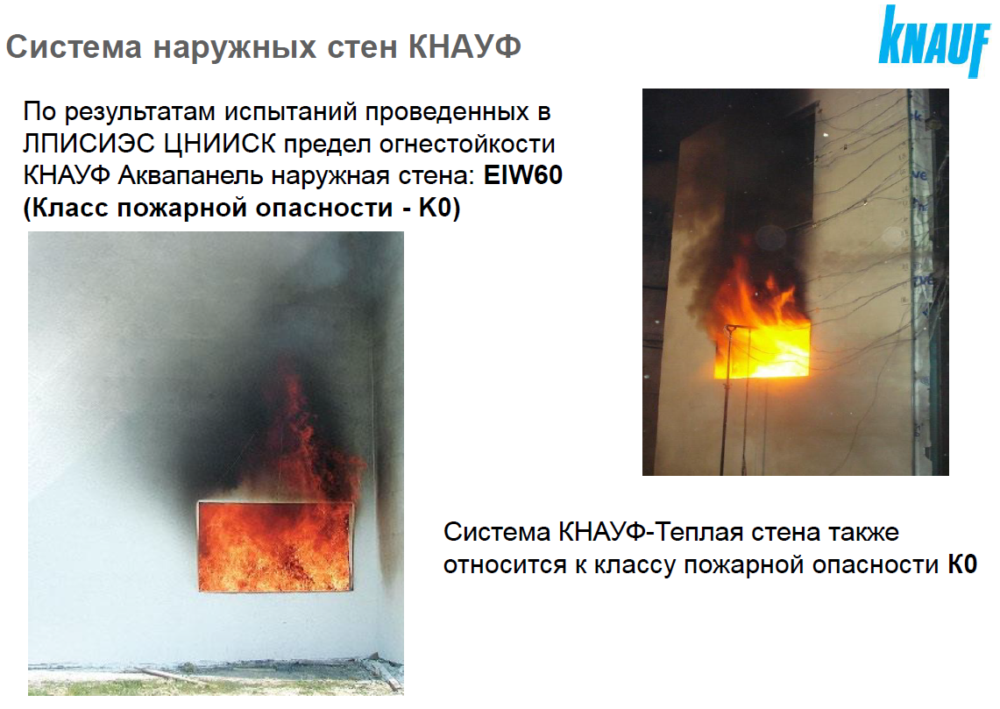 Система наружных стен КНАУФ
KNAUF
По результатам испытаний проведенных в
ЛПИСИЭС ЦНИИСК предел огнестойкости
КНАУФ Аквапанель наружная стена: EIW60
(Класс пожарной опасности - K0)
Система КНАУФ-Теплая стена также
относится к классу пожарной опасности К0